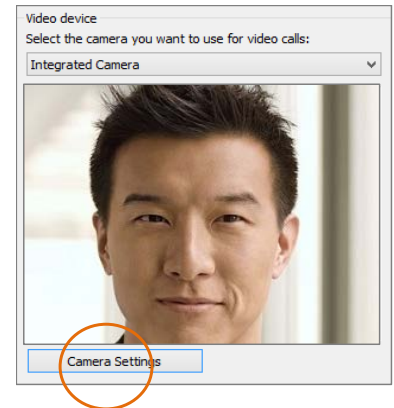 Video device
Select the camera you want to use for video calls:
Integrated Camera
Camera Settings